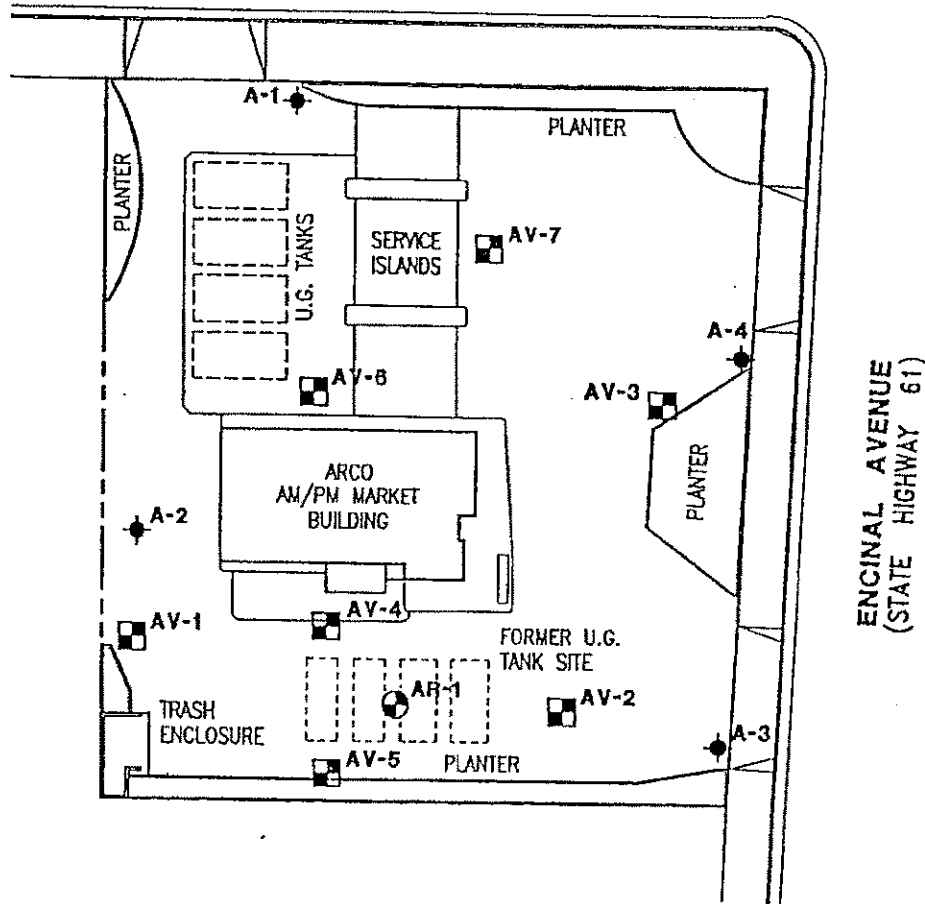 A-1
PLANTER
PLANTER
U.G. TANKS
SERVICE
ISLANDS
AV-7
A-4
AV-6
AV-3
ENCINAL AVENUE
(STATE HIGHWAY 61)
ARCO
AM/PM MARKET
BUILDING
PLANTER
A-2
AV-1
AV-4
FORMER U.G.
TANK SITE
AR-1
AV-2
TRASH
ENCLOSURE
A-3
AV-5
PLANTER